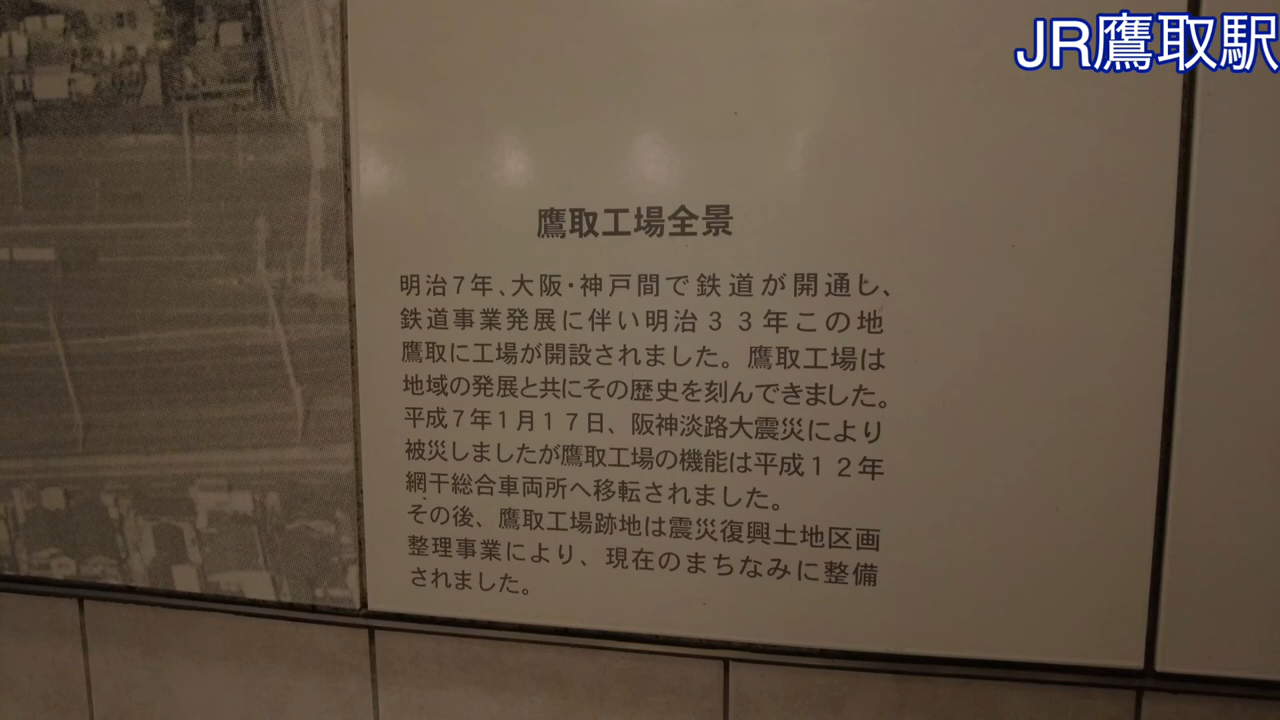 JR鷹取駅
鷹取工場全景
明治7年、大阪・神戸間で鉄道が開通し、
鉄道事業発展に伴い明治33年この地
鷹取に工場が開設されました。鷹取工場は
地域の発展と共にその歴史を刻んできました。
平成7年1月17日、阪神淡路大震災により
被災しましたが鷹取工場の機能は平成12年
網干総合車両所へ移転されました。
その後、鷹取工場跡地は震災復興土地区画
整理事業により、現在のまちなみに整備
されました。